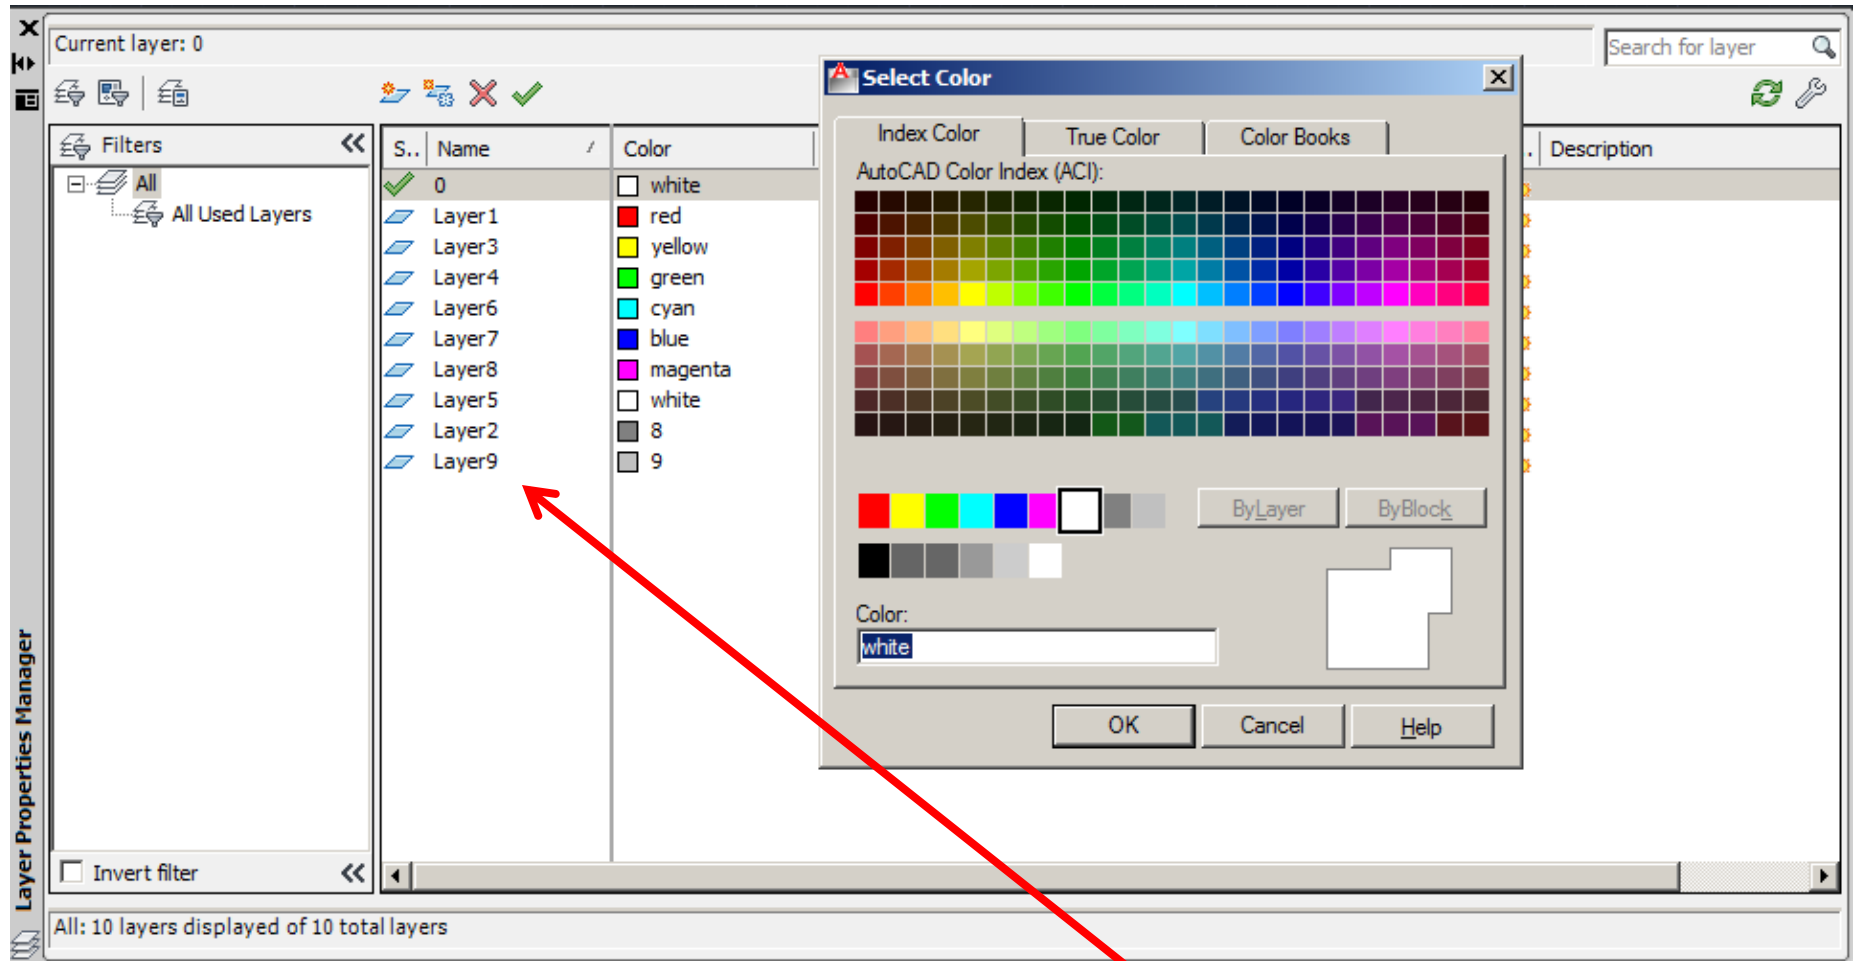 Current layer: 0
Search for layer
Select Color
Filters
S.. Name Color
. Description
Index Color True Color Color Books
AutoCAD Color Index (ACI):
All
All Used Layers
0 white
Layer1 red
Layer3 yellow
Layer4 green
Layer6 cyan
Layer7 blue
Layer8 magenta
Layer5 white
Layer2 8
Layer9 9
ByLayer ByBlock
Color:
white
OK Cancel Help
Layer Properties Manager
Invert filter
All: 10 layers displayed of 10 total layers